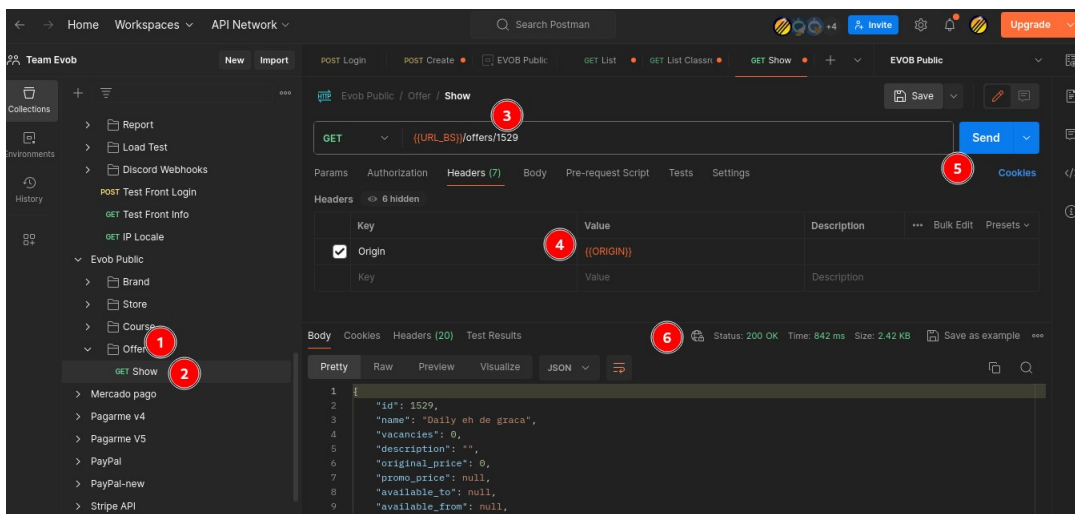 Home Workspaces API Network Search Postman +4 Invite Upgrade
Team Evob New Import POST Login POST Create EVOB Public GET List GET List Classr GET Show EVOB Public
Collections
Environments
History
Report
Load Test
Discord Webhooks
POST Test Front Login
GET Test Front Info
GET IP Locale
Evob Public
Brand
Store
Course
Offer 1
GET Show 2
Mercado pago
Pagarme v4
Pagarme V5
PayPal
PayPal-new
Stripe API
HTTP Evob Public / Offer / Show Save
3
GET {{URL_BS}}/offers/1529 Send
Params Authorization Headers (7) Body Pre-request Script Tests Settings 5 Cookies
Headers 6 hidden
Key Value Description Bulk Edit Presets
Origin 4 {{ORIGIN}}
Key Value Description
Body Cookies Headers (20) Test Results 6 Status: 200 OK Time: 842 ms Size: 2.42 KB Save as example
Pretty Raw Preview Visualize JSON
1 {
2 "id": 1529,
3 "name": "Daily eh de graca",
4 "vacancies": 0,
5 "description": "",
6 "original_price": 0,
7 "promo_price": null,
8 "available_to": null,
9 "available_from": null,